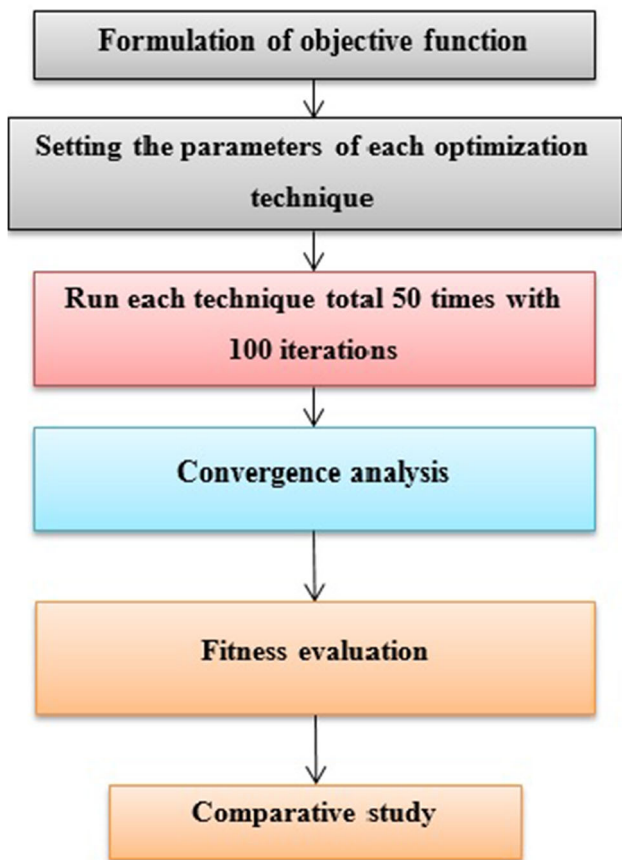 Formulation of objective function
Setting the parameters of each optimization
technique
Run each technique total 50 times with
100 iterations
Convergence analysis
Fitness evaluation
Comparative study